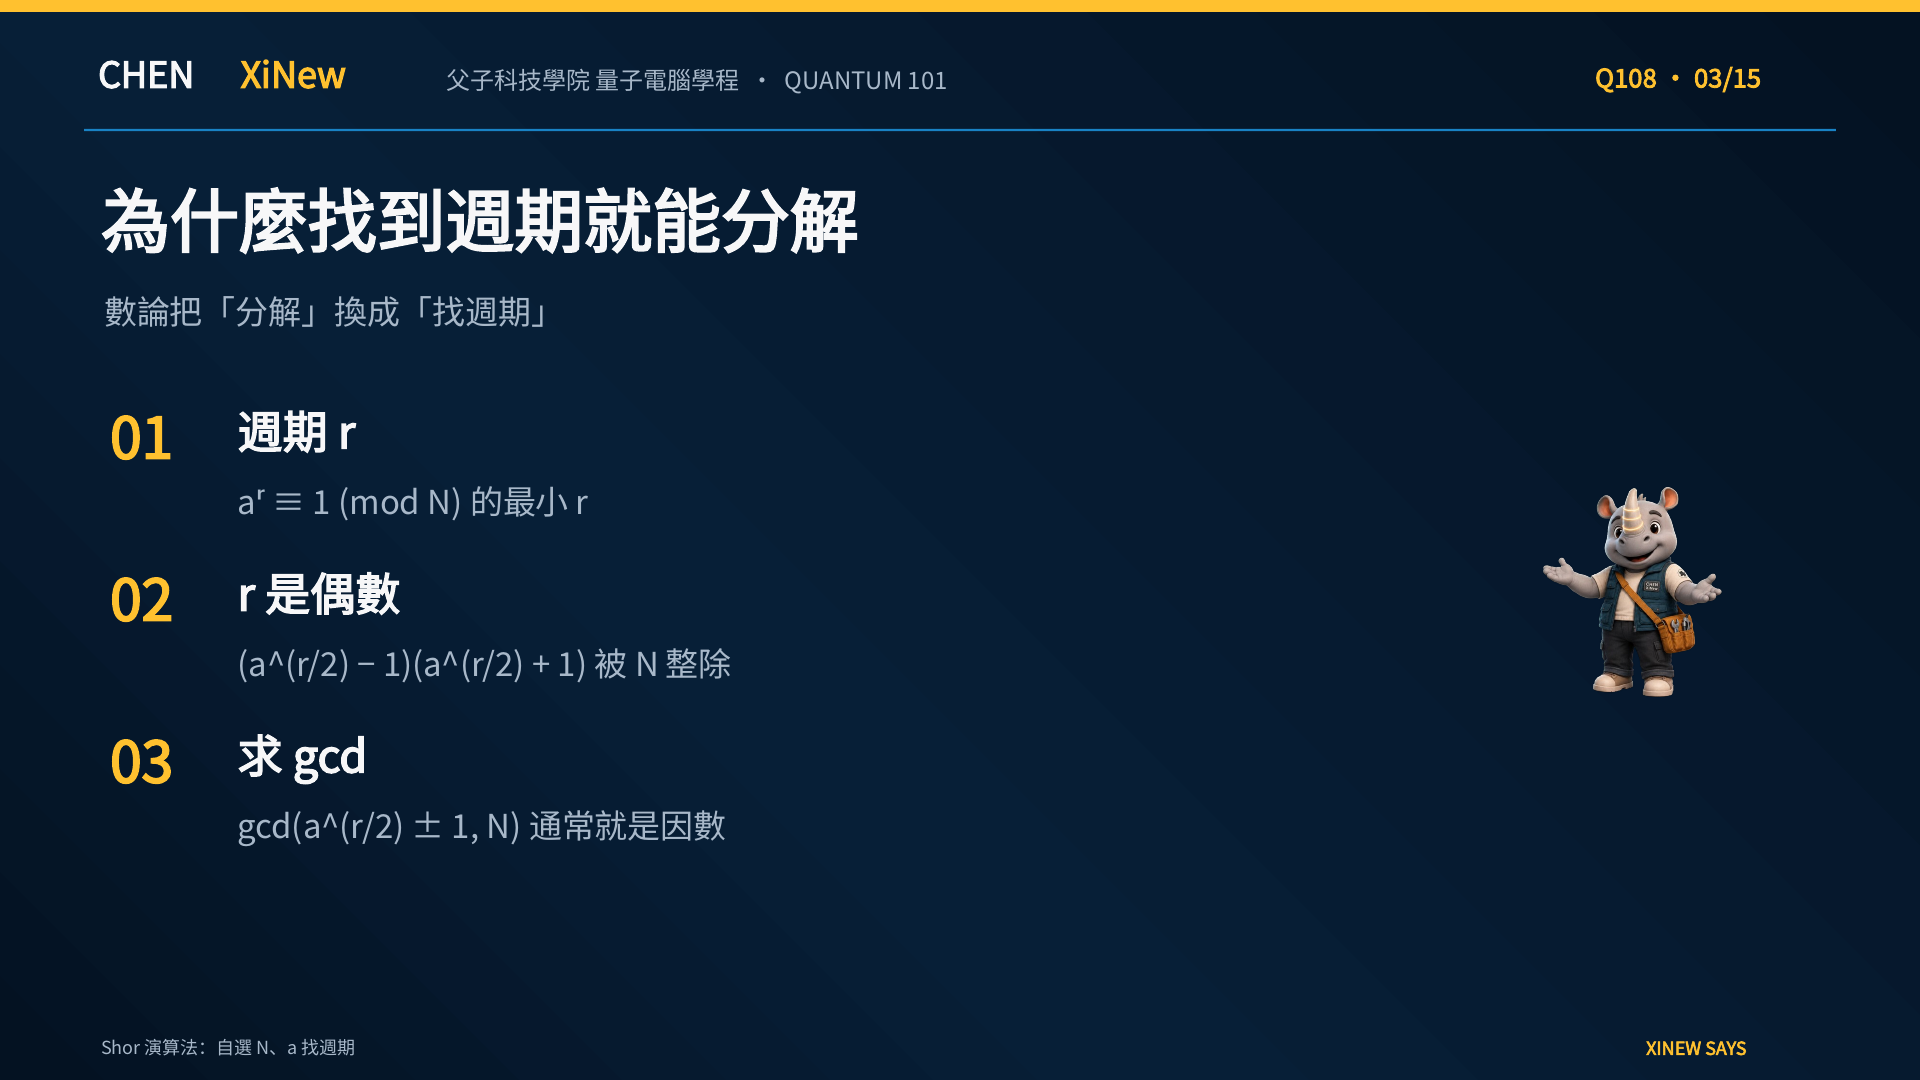 CHEN XiNew 父子科技學院 量子電腦學程 • QUANTUM 101 Q108 • 03/15
為什麼找到週期就能分解
數論把「分解」換成「找週期」
01 週期 r
aʳ ≡ 1 (mod N) 的最小 r
02 r 是偶數
(a^(r/2) − 1)(a^(r/2) + 1) 被 N 整除
03 求 gcd
gcd(a^(r/2) ± 1, N) 通常就是因數
CHEN XiNew
Shor 演算法：自選 N、a 找週期
XINEW SAYS